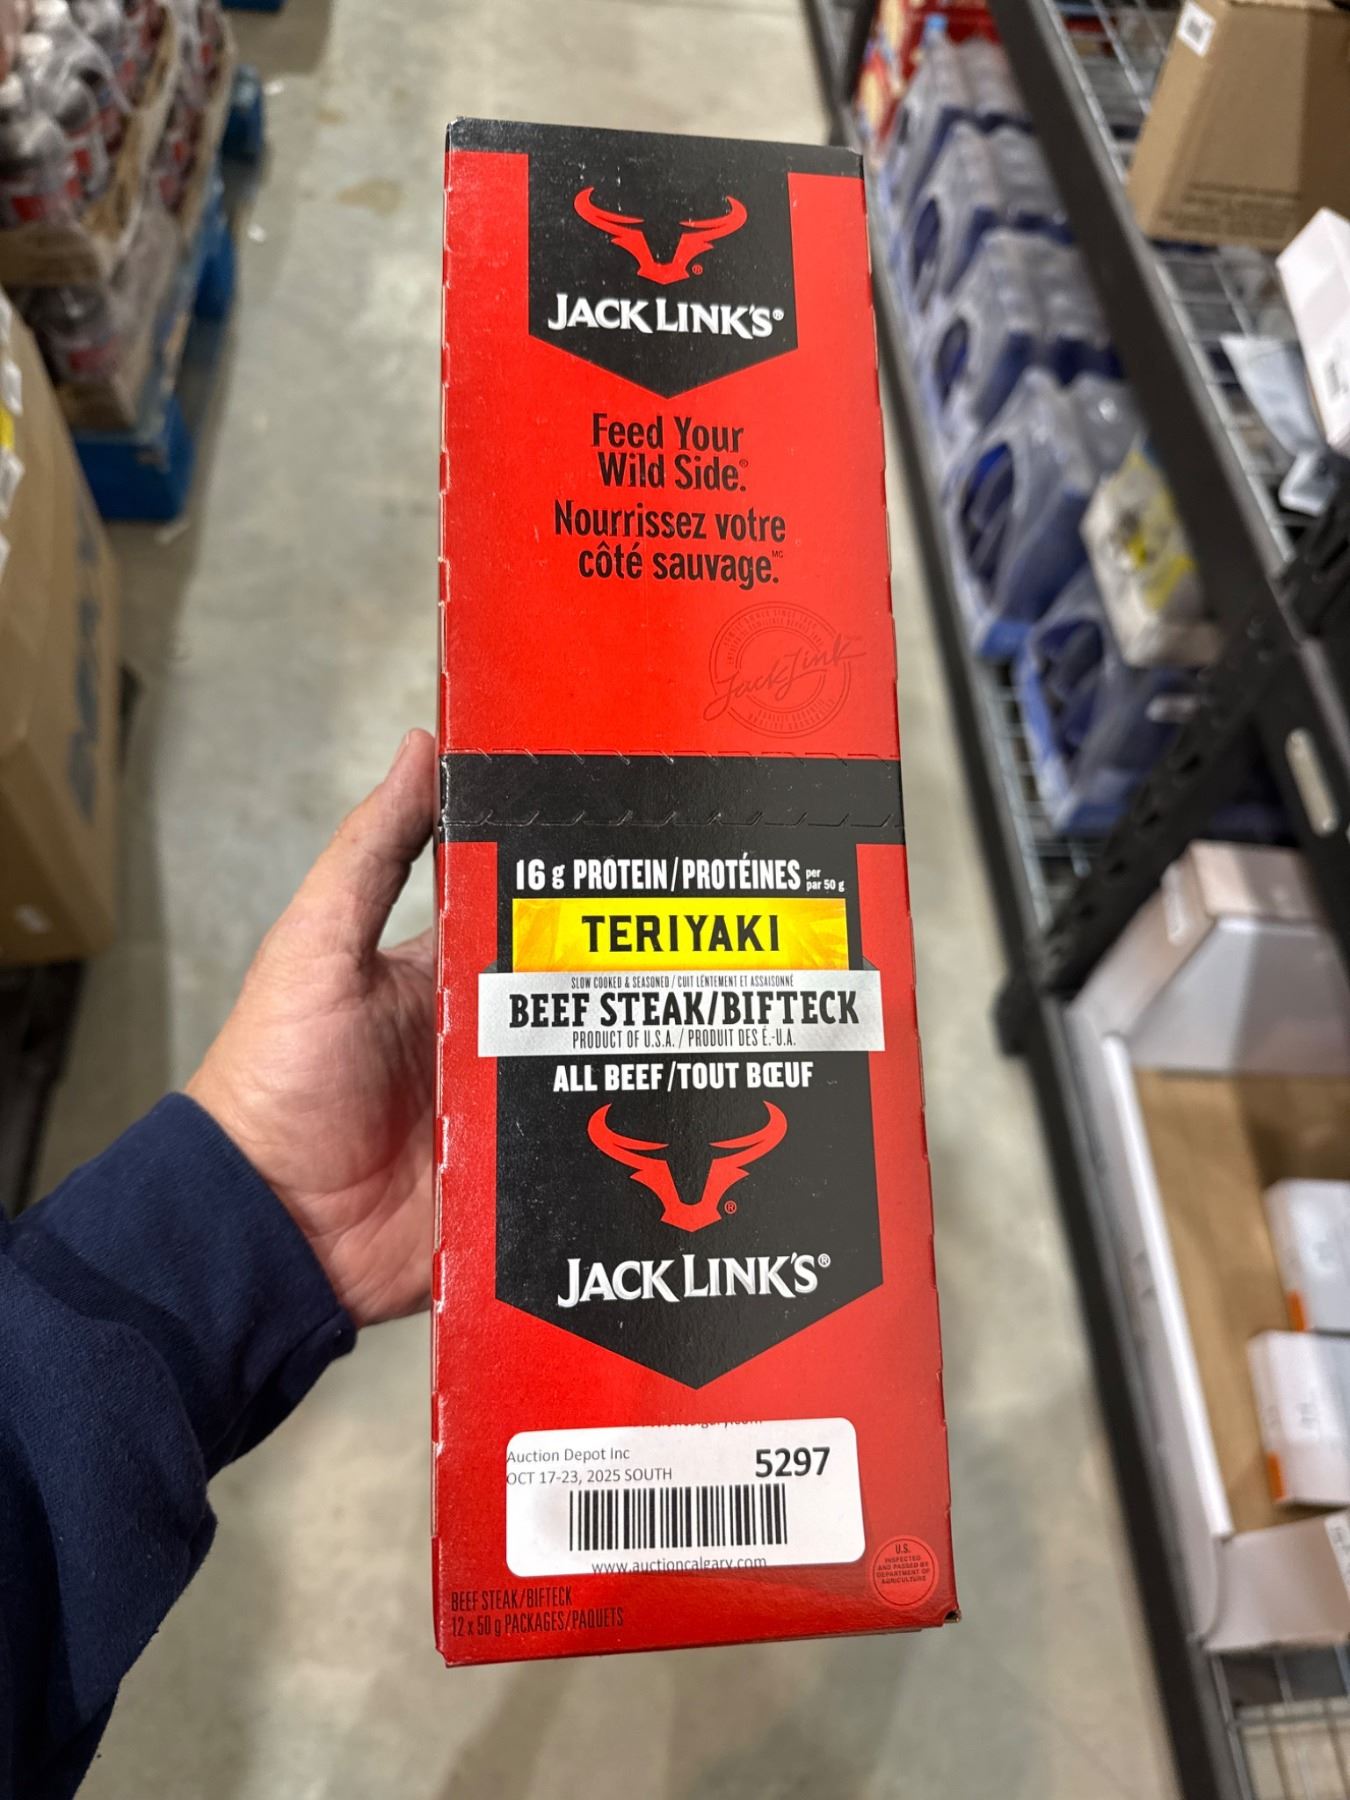 JACK LINK'S®
Feed Your
Wild Side.®
Nourrissez votre
côté sauvage.MC
Jack Link
16 g PROTEIN/PROTÉINES per par 50 g
TERIYAKI
SLOW COOKED & SEASONED / CUIT LENTEMENT ET ASSAISONNÉ
BEEF STEAK/BIFTECK
PRODUCT OF U.S.A. / PRODUIT DES É.-U.A.
ALL BEEF/TOUT BŒUF
®
JACK LINK'S®
Auction Depot Inc
5297
OCT 17-23, 2025 SOUTH
www.auctioncalgary.com
U.S.
INSPECTED
AND PASSED BY
DEPARTMENT OF
AGRICULTURE
BEEF STEAK/BIFTECK
12 x 50 g PACKAGES/PAQUETS